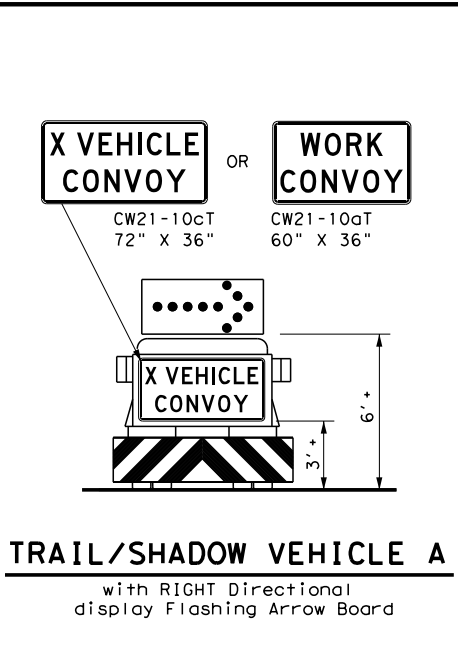 X VEHICLE
CONVOY
OR
WORK
CONVOY
CW21-10cT
72" X 36"
CW21-10aT
60" X 36"
X VEHICLE
CONVOY
6' +
3' +
TRAIL/SHADOW VEHICLE A
with RIGHT Directional
display Flashing Arrow Board